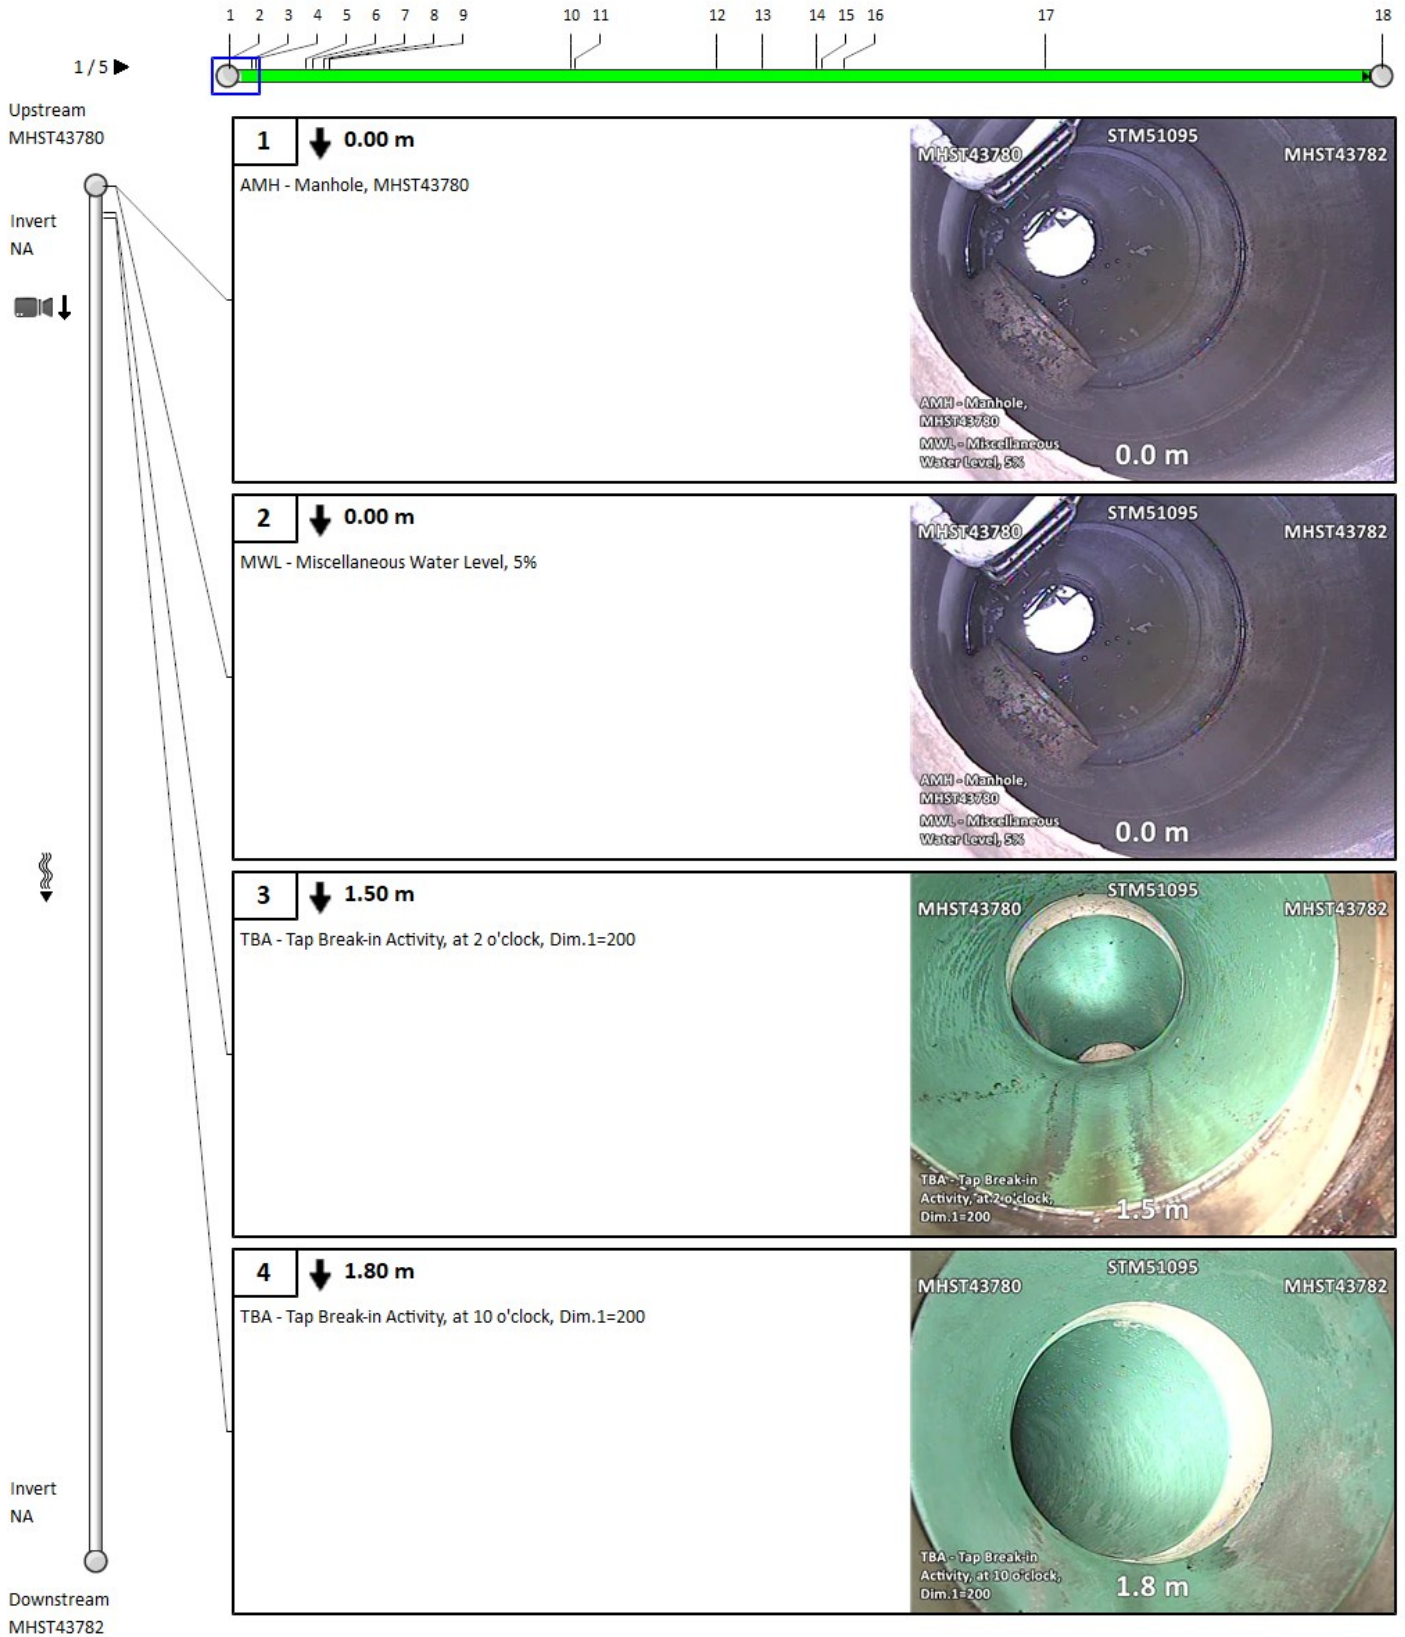 1 2 3 4 5 6 7 8 9 10 11 12 13 14 15 16 17 18
1 / 5
Upstream
MHST43780
Invert
NA
1 0.00 m
AMH - Manhole, MHST43780
STM51095
MHST43780 MHST43782
AMH - Manhole,
MHST43780
MWL - Miscellaneous
Water Level, 5%
0.0 m
2 0.00 m
MWL - Miscellaneous Water Level, 5%
STM51095
MHST43780 MHST43782
AMH - Manhole,
MHST43780
MWL - Miscellaneous
Water Level, 5%
0.0 m
3 1.50 m
TBA - Tap Break-in Activity, at 2 o'clock, Dim.1=200
STM51095
MHST43780 MHST43782
TBA - Tap Break-in
Activity, at 2 o'clock,
Dim.1=200
1.5 m
4 1.80 m
TBA - Tap Break-in Activity, at 10 o'clock, Dim.1=200
STM51095
MHST43780 MHST43782
TBA - Tap Break-in
Activity, at 10 o'clock,
Dim.1=200
1.8 m
Invert
NA
Downstream
MHST43782